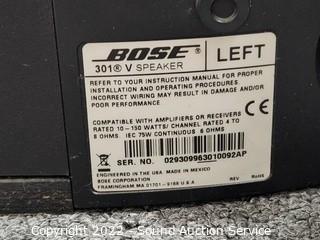 BOSE® LEFT
301® V SPEAKER
REFER TO YOUR INSTRUCTION MANUAL FOR PROPER
INSTALLATION AND OPERATING PROCEDURES.
INCORRECT WIRING MAY RESULT IN DAMAGE AND/OR
POOR PERFORMANCE
COMPATIBLE WITH AMPLIFIERS OR RECEIVERS
RATED 10-150 WATTS/ CHANNEL RATED 4 TO
8 OHMS. IEC 75W CONTINUOUS 8 OHMS
CE
SER. NO. 029309963010092AP
ENGINEERED IN THE USA. MADE IN MEXICO
BOSE CORPORATION
FRAMINGHAM MA 01701-9168 U S A REV. RoHS
Copyright 2022 - Sound Auction Service